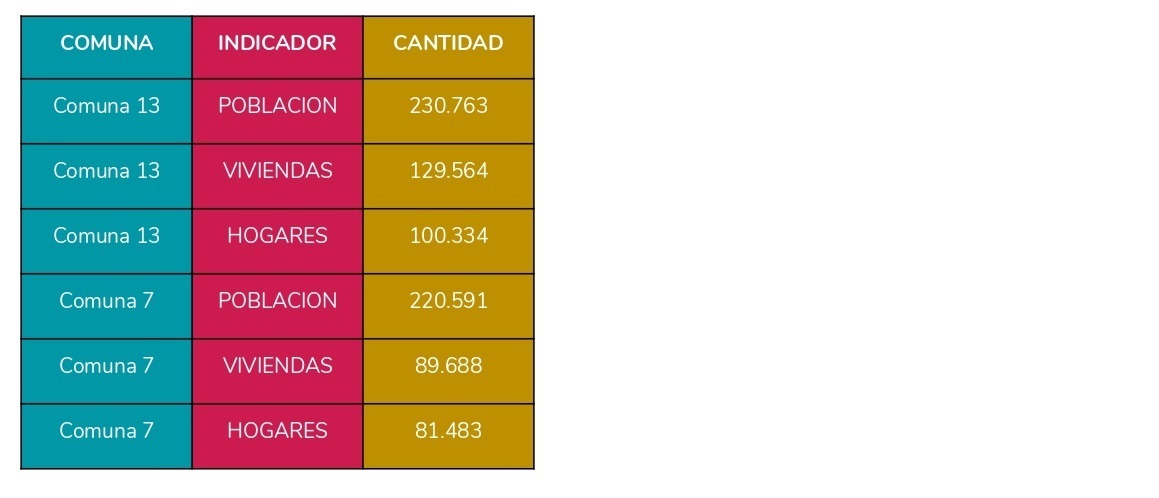 COMUNA INDICADOR CANTIDAD
Comuna 13 POBLACION 230.763
Comuna 13 VIVIENDAS 129.564
Comuna 13 HOGARES 100.334
Comuna 7 POBLACION 220.591
Comuna 7 VIVIENDAS 89.688
Comuna 7 HOGARES 81.483